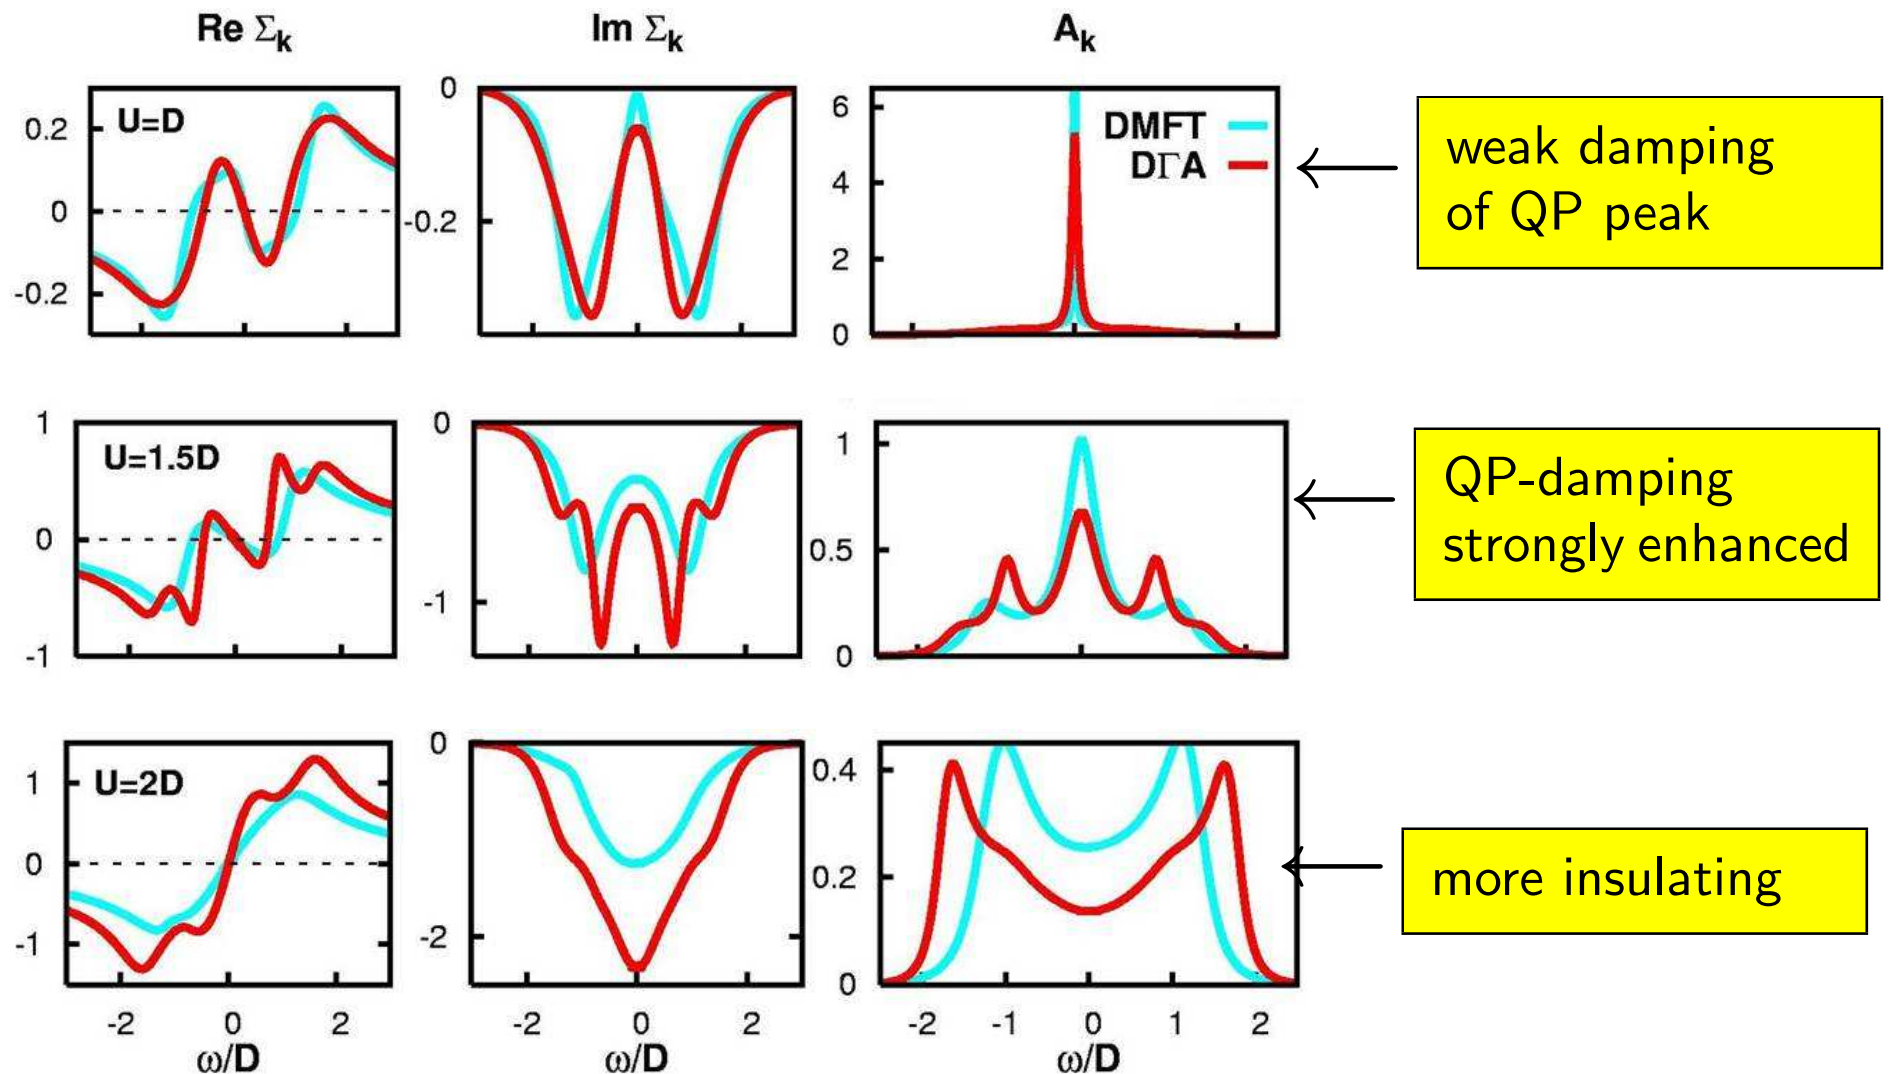 Re Σk
Im Σk
Ak
U=D
0.2
0
-0.2
0
-0.2
6
4
2
0
DMFT
DΓA
weak damping
of QP peak
U=1.5D
1
0
-1
0
-1
1
0.5
0
QP-damping
strongly enhanced
U=2D
1
0
-1
0
-2
0.4
0.2
0
more insulating
-2 0 2
-2 0 2
-2 -1 0 1 2
ω/D
ω/D
ω/D